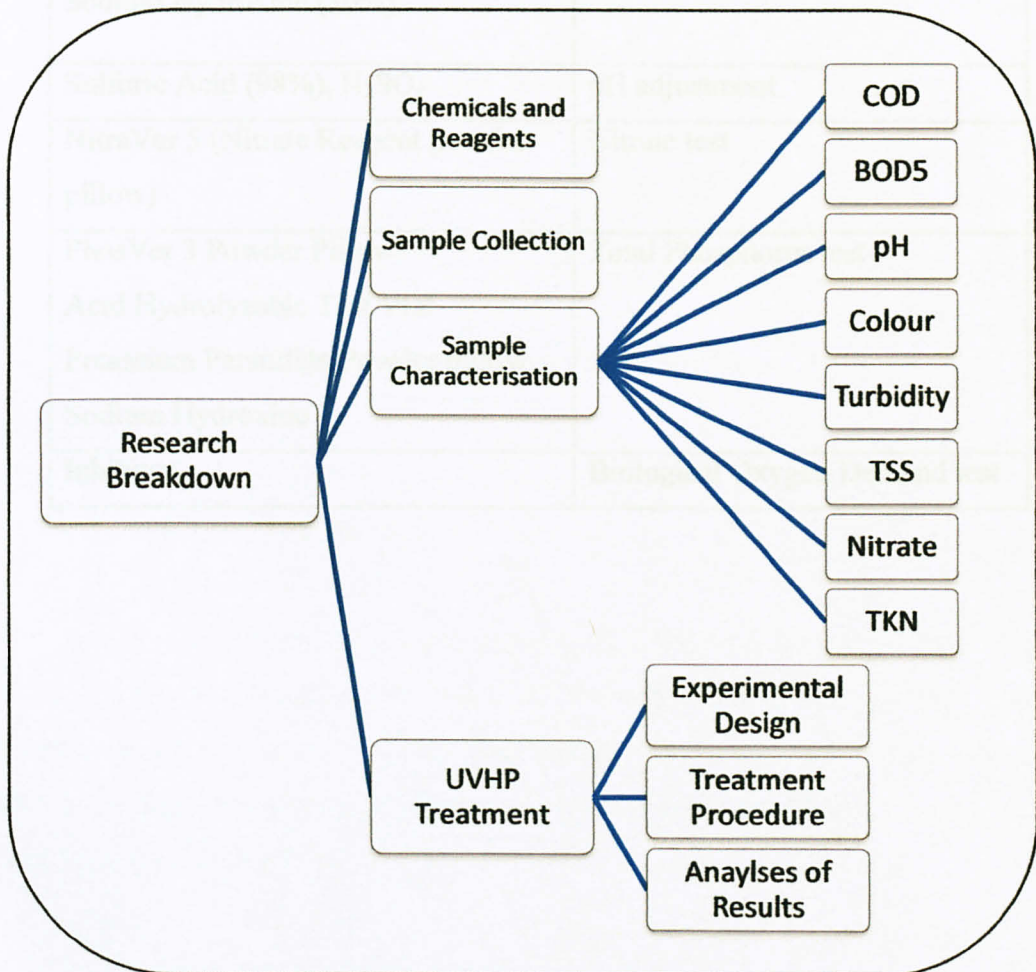 Research
Breakdown
Chemicals and
Reagents
Sample Collection
Sample
Characterisation
COD
BOD5
pH
Colour
Turbidity
TSS
Nitrate
TKN
UVHP
Treatment
Experimental
Design
Treatment
Procedure
Anaylses of
Results